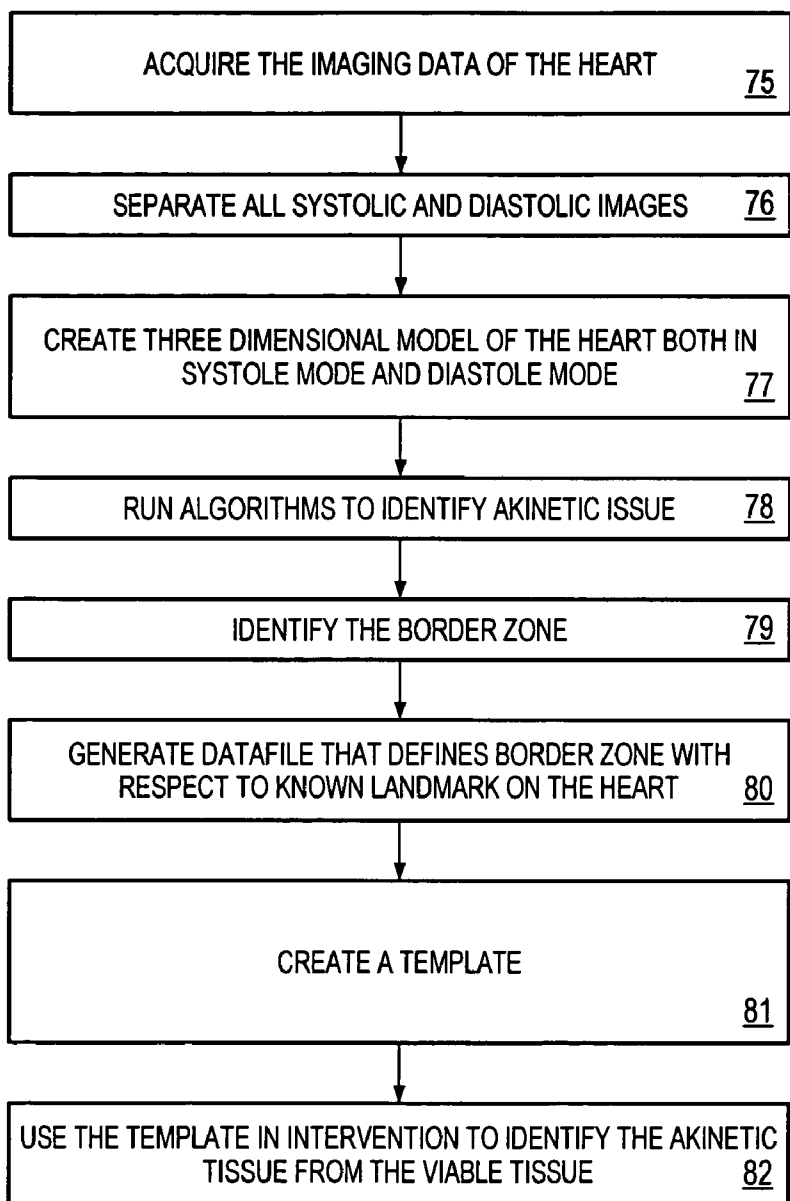 ACQUIRE THE IMAGING DATA OF THE HEART
75
SEPARATE ALL SYSTOLIC AND DIASTOLIC IMAGES
76
CREATE THREE DIMENSIONAL MODEL OF THE HEART BOTH IN
SYSTOLE MODE AND DIASTOLE MODE
77
RUN ALGORITHMS TO IDENTIFY AKINETIC ISSUE
78
IDENTIFY THE BORDER ZONE
79
GENERATE DATAFILE THAT DEFINES BORDER ZONE WITH
RESPECT TO KNOWN LANDMARK ON THE HEART
80
CREATE A TEMPLATE
81
USE THE TEMPLATE IN INTERVENTION TO IDENTIFY THE AKINETIC
TISSUE FROM THE VIABLE TISSUE
82